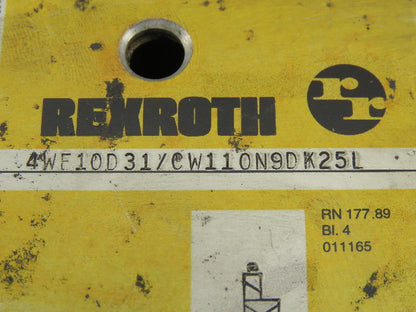 REXROTH
4WE10D31/CW110N9DK25L
RN 177.89
Bl. 4
011165